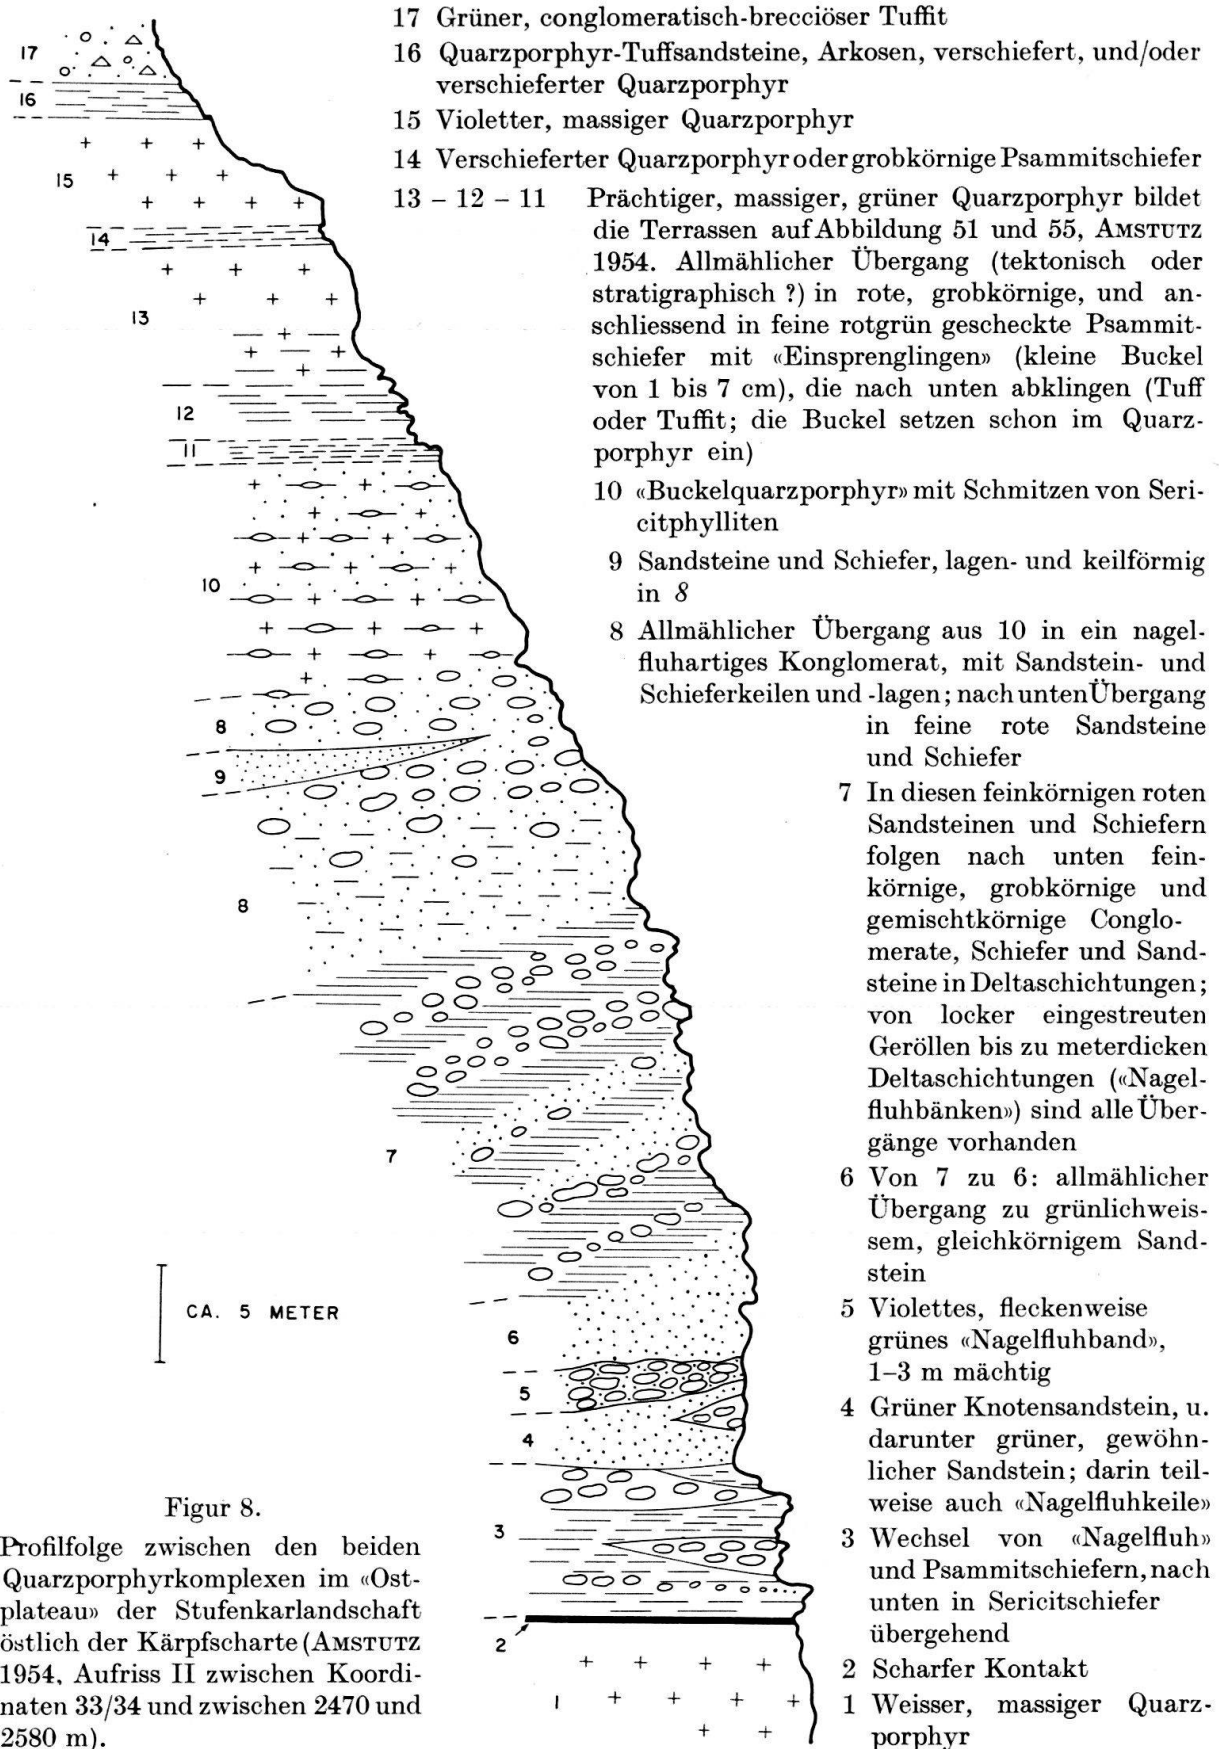 17 Grüner, conglomeratisch-brecciöser Tuffit
16 Quarzporphyr-Tuffsandsteine, Arkosen, verschiefert, und/oder
verschieferter Quarzporphyr
15 Violetter, massiger Quarzporphyr
14 Verschieferter Quarzporphyr oder grobkörnige Psammitschiefer
13 – 12 – 11 Prächtiger, massiger, grüner Quarzporphyr bildet
die Terrassen auf Abbildung 51 und 55, AMSTUTZ
1954. Allmählicher Übergang (tektonisch oder
stratigraphisch ?) in rote, grobkörnige, und an-
schliessend in feine rotgrün gescheckte Psammit-
schiefer mit «Einsprenglingen» (kleine Buckel
von 1 bis 7 cm), die nach unten abklingen (Tuff
oder Tuffit; die Buckel setzen schon im Quarz-
porphyr ein)
10 «Buckelquarzporphyr» mit Schmitzen von Seri-
citphylliten
9 Sandsteine und Schiefer, lagen- und keilförmig
in 8
8 Allmählicher Übergang aus 10 in ein nagel-
fluhartiges Konglomerat, mit Sandstein- und
Schieferkeilen und -lagen; nach unten Übergang
in feine rote Sandsteine
und Schiefer
7 In diesen feinkörnigen roten
Sandsteinen und Schiefern
folgen nach unten fein-
körnige, grobkörnige und
gemischtkörnige Conglo-
merate, Schiefer und Sand-
steine in Deltaschichtungen;
von locker eingestreuten
Geröllen bis zu meterdicken
Deltaschichtungen («Nagel-
fluhbänken») sind alle Über-
gänge vorhanden
6 Von 7 zu 6: allmählicher
Übergang zu grünlichweis-
sem, gleichkörnigem Sand-
stein
5 Violettes, fleckenweise
grünes «Nagelfluhband»,
1–3 m mächtig
4 Grüner Knotensandstein, u.
darunter grüner, gewöhn-
licher Sandstein; darin teil-
weise auch «Nagelfluhkeile»
3 Wechsel von «Nagelfluh»
und Psammitschiefern, nach
unten in Sericitschiefer
übergehend
2 Scharfer Kontakt
1 Weisser, massiger Quarz-
porphyr
17
16
15
14
13
12
11
10
8
9
8
7
6
5
4
3
2
1
CA. 5 METER
Figur 8.
Profilfolge zwischen den beiden
Quarzporphyrkomplexen im «Ost-
plateau» der Stufenkarlandschaft
östlich der Kärpfscharte (AMSTUTZ
1954, Aufriss II zwischen Koordi-
naten 33/34 und zwischen 2470 und
2580 m).